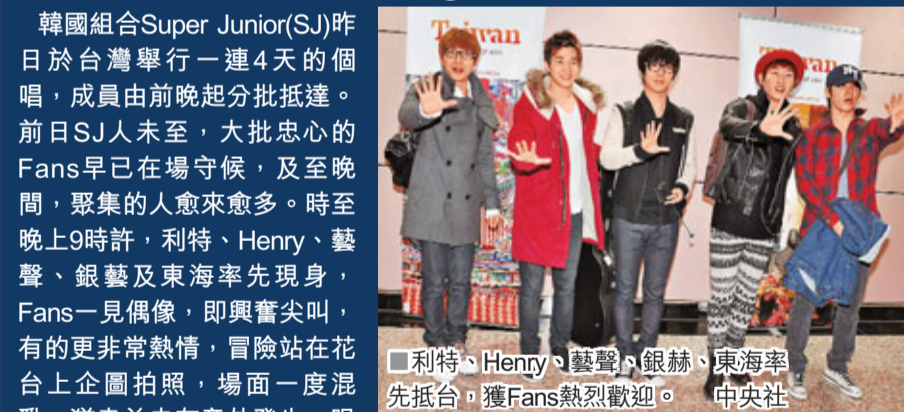 韓國組合Super Junior(SJ)昨
日於台灣舉行一連4天的個
唱，成員由前晚起分批抵達。
前日SJ人未至，大批忠心的
Fans早已在場守候，及至晚
間，聚集的人愈來愈多。時至
晚上9時許，利特、Henry、藝
聲、銀藝及東海率先現身，
Fans一見偶像，即興奮尖叫，
有的更非常熱情，冒險站在花
台上企圖拍照，場面一度混
Taiwan
■利特、Henry、藝聲、銀赫、東海率
先抵台，獲Fans熱烈歡迎。 中央社